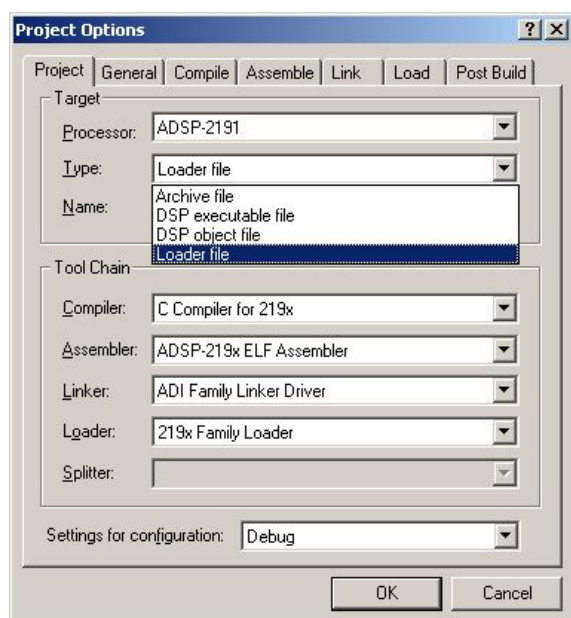 Project Options
Project General Compile Assemble Link Load Post Build
Target
Processor: ADSP-2191
Type: Loader file
Name:
Archive file
DSP executable file
DSP object file
Loader file
Tool Chain
Compiler: C Compiler for 219x
Assembler: ADSP-219x ELF Assembler
Linker: ADI Family Linker Driver
Loader: 219x Family Loader
Splitter:
Settings for configuration: Debug
OK Cancel